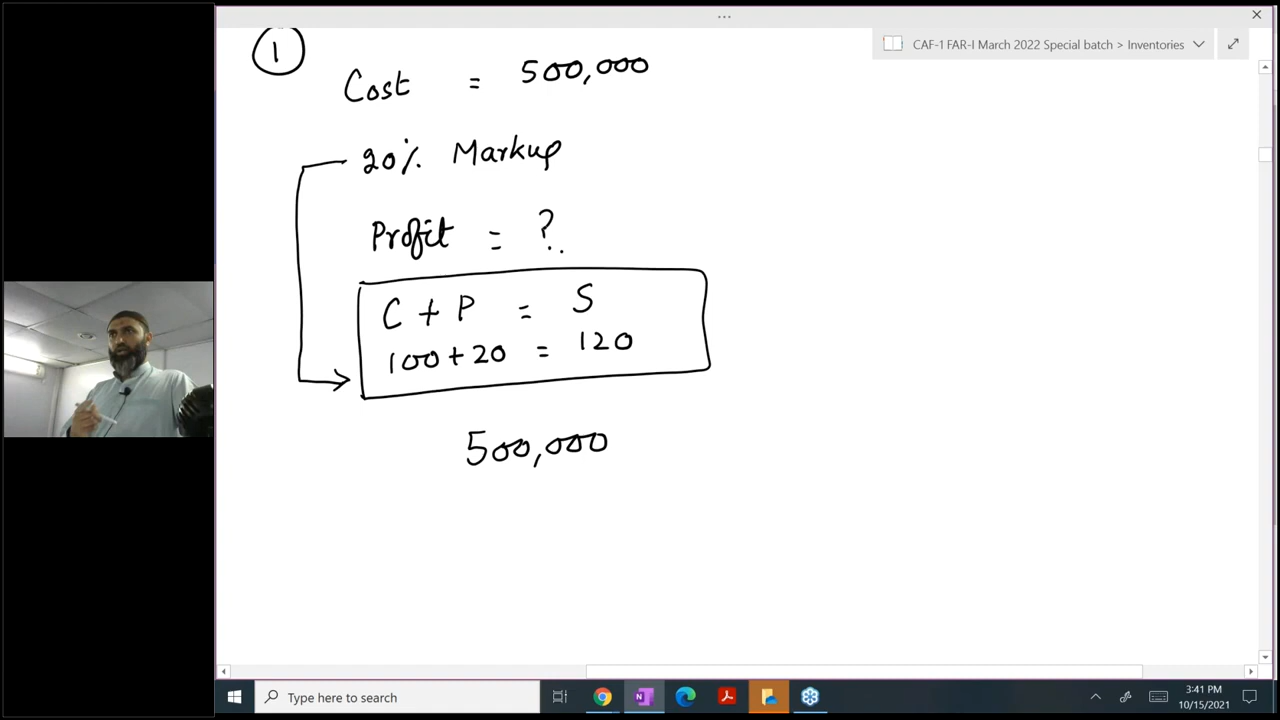 CAF-1 FAR-I March 2022 Special batch > Inventories
1
Cost = 500,000
20% Markup
Profit = ?
C + P = S
100 + 20 = 120
500,000
Type here to search
3:41 PM
10/15/2021